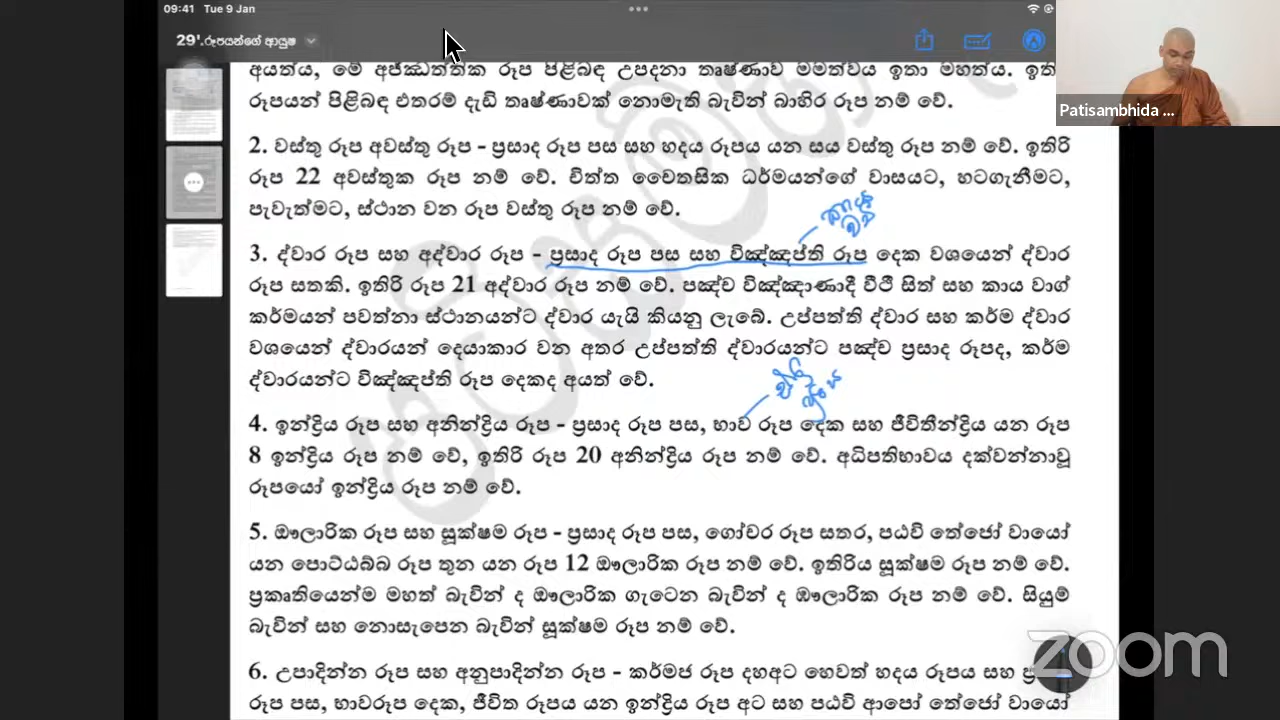 09:41 Tue 9 Jan
29'.රූපයන්ගේ ආයුෂ
Patisambhida ...
අයත්ය, මේ අජ්ඣත්තික රූප පිළිබඳ උපදනා තෘෂ්ණාව මමත්වය ඉතා මහත්ය. ඉති
රූපයන් පිළිබඳ එතරම් දැඩි තෘෂ්ණාවක් නොමැති බැවින් බාහිර රූප නම් වේ.
2. වස්තු රූප අවස්තු රූප - ප්‍රසාද රූප පස සහ හදය රූපය යන සය වස්තු රූප නම් වේ. ඉතිරි
රූප 22 අවස්තුක රූප නම් වේ. චිත්ත චෛතසික ධර්මයන්ගේ වාසයට, හටගැනීමට,
පැවැත්මට, ස්ථාන වන රූප වස්තු රූප නම් වේ.
3. ද්වාර රූප සහ අද්වාර රූප - ප්‍රසාද රූප පස සහ විඤ්ඤප්ති රූප දෙක වශයෙන් ද්වාර
රූප සතකි. ඉතිරි රූප 21 අද්වාර රූප නම් වේ. පඤ්ච විඤ්ඤාණාදී වීථි සිත් සහ කාය වාග්
කර්මයන් පවත්නා ස්ථානයන්ට ද්වාර යැයි කියනු ලැබේ. උප්පත්ති ද්වාර සහ කර්ම ද්වාර
වශයෙන් ද්වාරයන් දෙයාකාර වන අතර උප්පත්ති ද්වාරයන්ට පඤ්ච ප්‍රසාද රූපද, කර්ම
ද්වාරයන්ට විඤ්ඤප්ති රූප දෙකද අයත් වේ.
4. ඉන්ද්‍රිය රූප සහ අනින්ද්‍රිය රූප - ප්‍රසාද රූප පස, භාව රූප දෙක සහ ජීවිතින්ද්‍රිය යන රූප
8 ඉන්ද්‍රිය රූප නම් වේ, ඉතිරි රූප 20 අනින්ද්‍රිය රූප නම් වේ. අධිපතිභාවය දක්වන්නාවූ
රූපයෝ ඉන්ද්‍රිය රූප නම් වේ.
5. ඖලාරික රූප සහ සූක්ෂම රූප - ප්‍රසාද රූප පස, ගෝචර රූප සතර, පඨවි තේජෝ වායෝ
යන පොට්ඨබ්බ රූප තුන යන රූප 12 ඖලාරික රූප නම් වේ. ඉතිරිය සූක්ෂම රූප නම් වේ.
ප්‍රකෘතියෙන්ම මහත් බැවින් ද ඖලාරික ගැටෙන බැවින් ද ඖලාරික රූප නම් වේ. සියුම්
බැවින් සහ නොසැපෙන බැවින් සූක්ෂම රූප නම් වේ.
6. උපාදින්න රූප සහ අනුපාදින්න රූප - කර්මජ රූප දහඅට හෙවත් හදය රූපය සහ ප්‍ර
රූප පස, භාවරූප දෙක, ජීවිත රූපය යන ඉන්ද්‍රිය රූප අට සහ පඨවි ආපෝ තේජෝ වායෝ
zoom